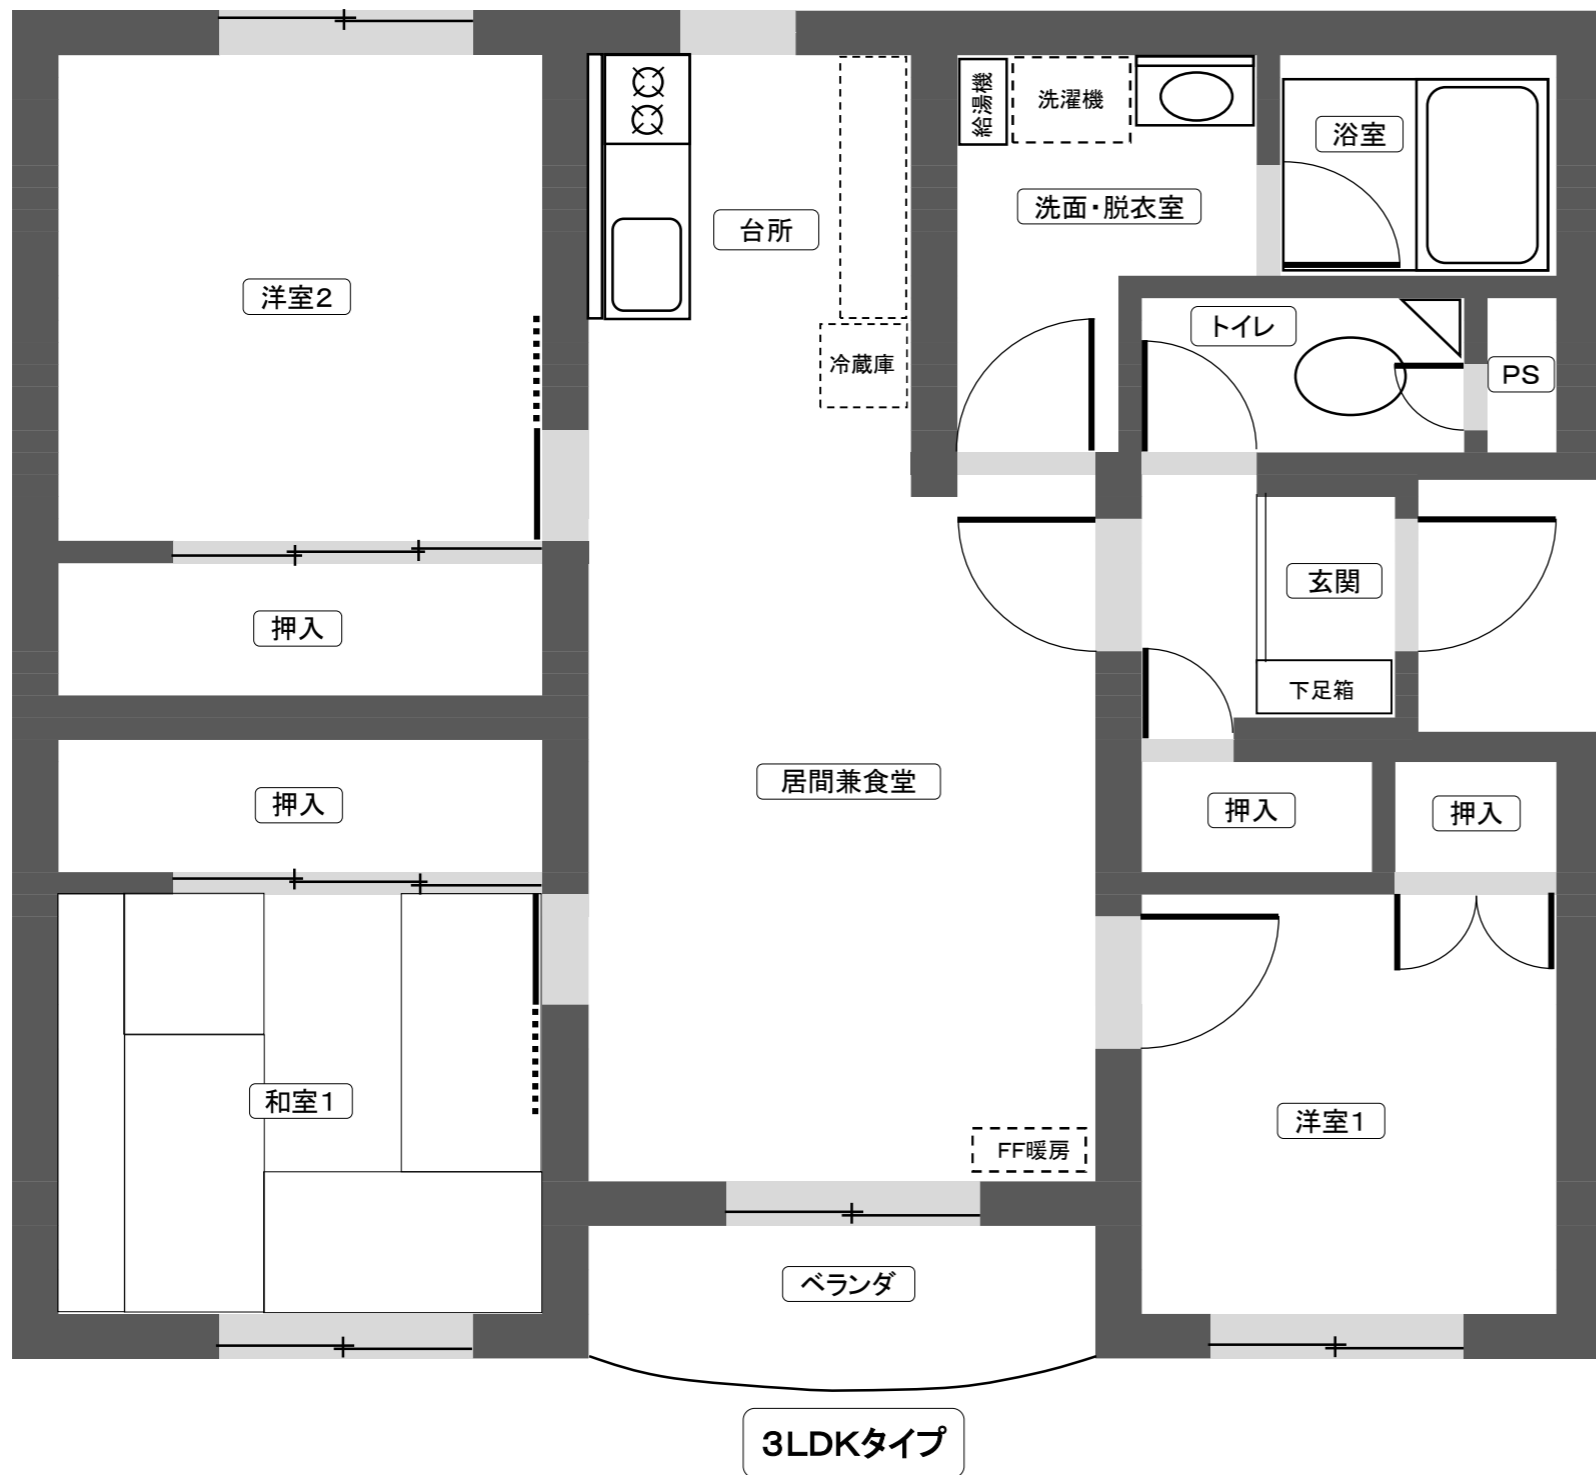 給湯機
洗濯機
浴室
洗面・脱衣室
台所
洋室2
トイレ
冷蔵庫
PS
玄関
押入
下足箱
居間兼食堂
押入
押入
押入
和室1
洋室1
FF暖房
ベランダ
3LDKタイプ